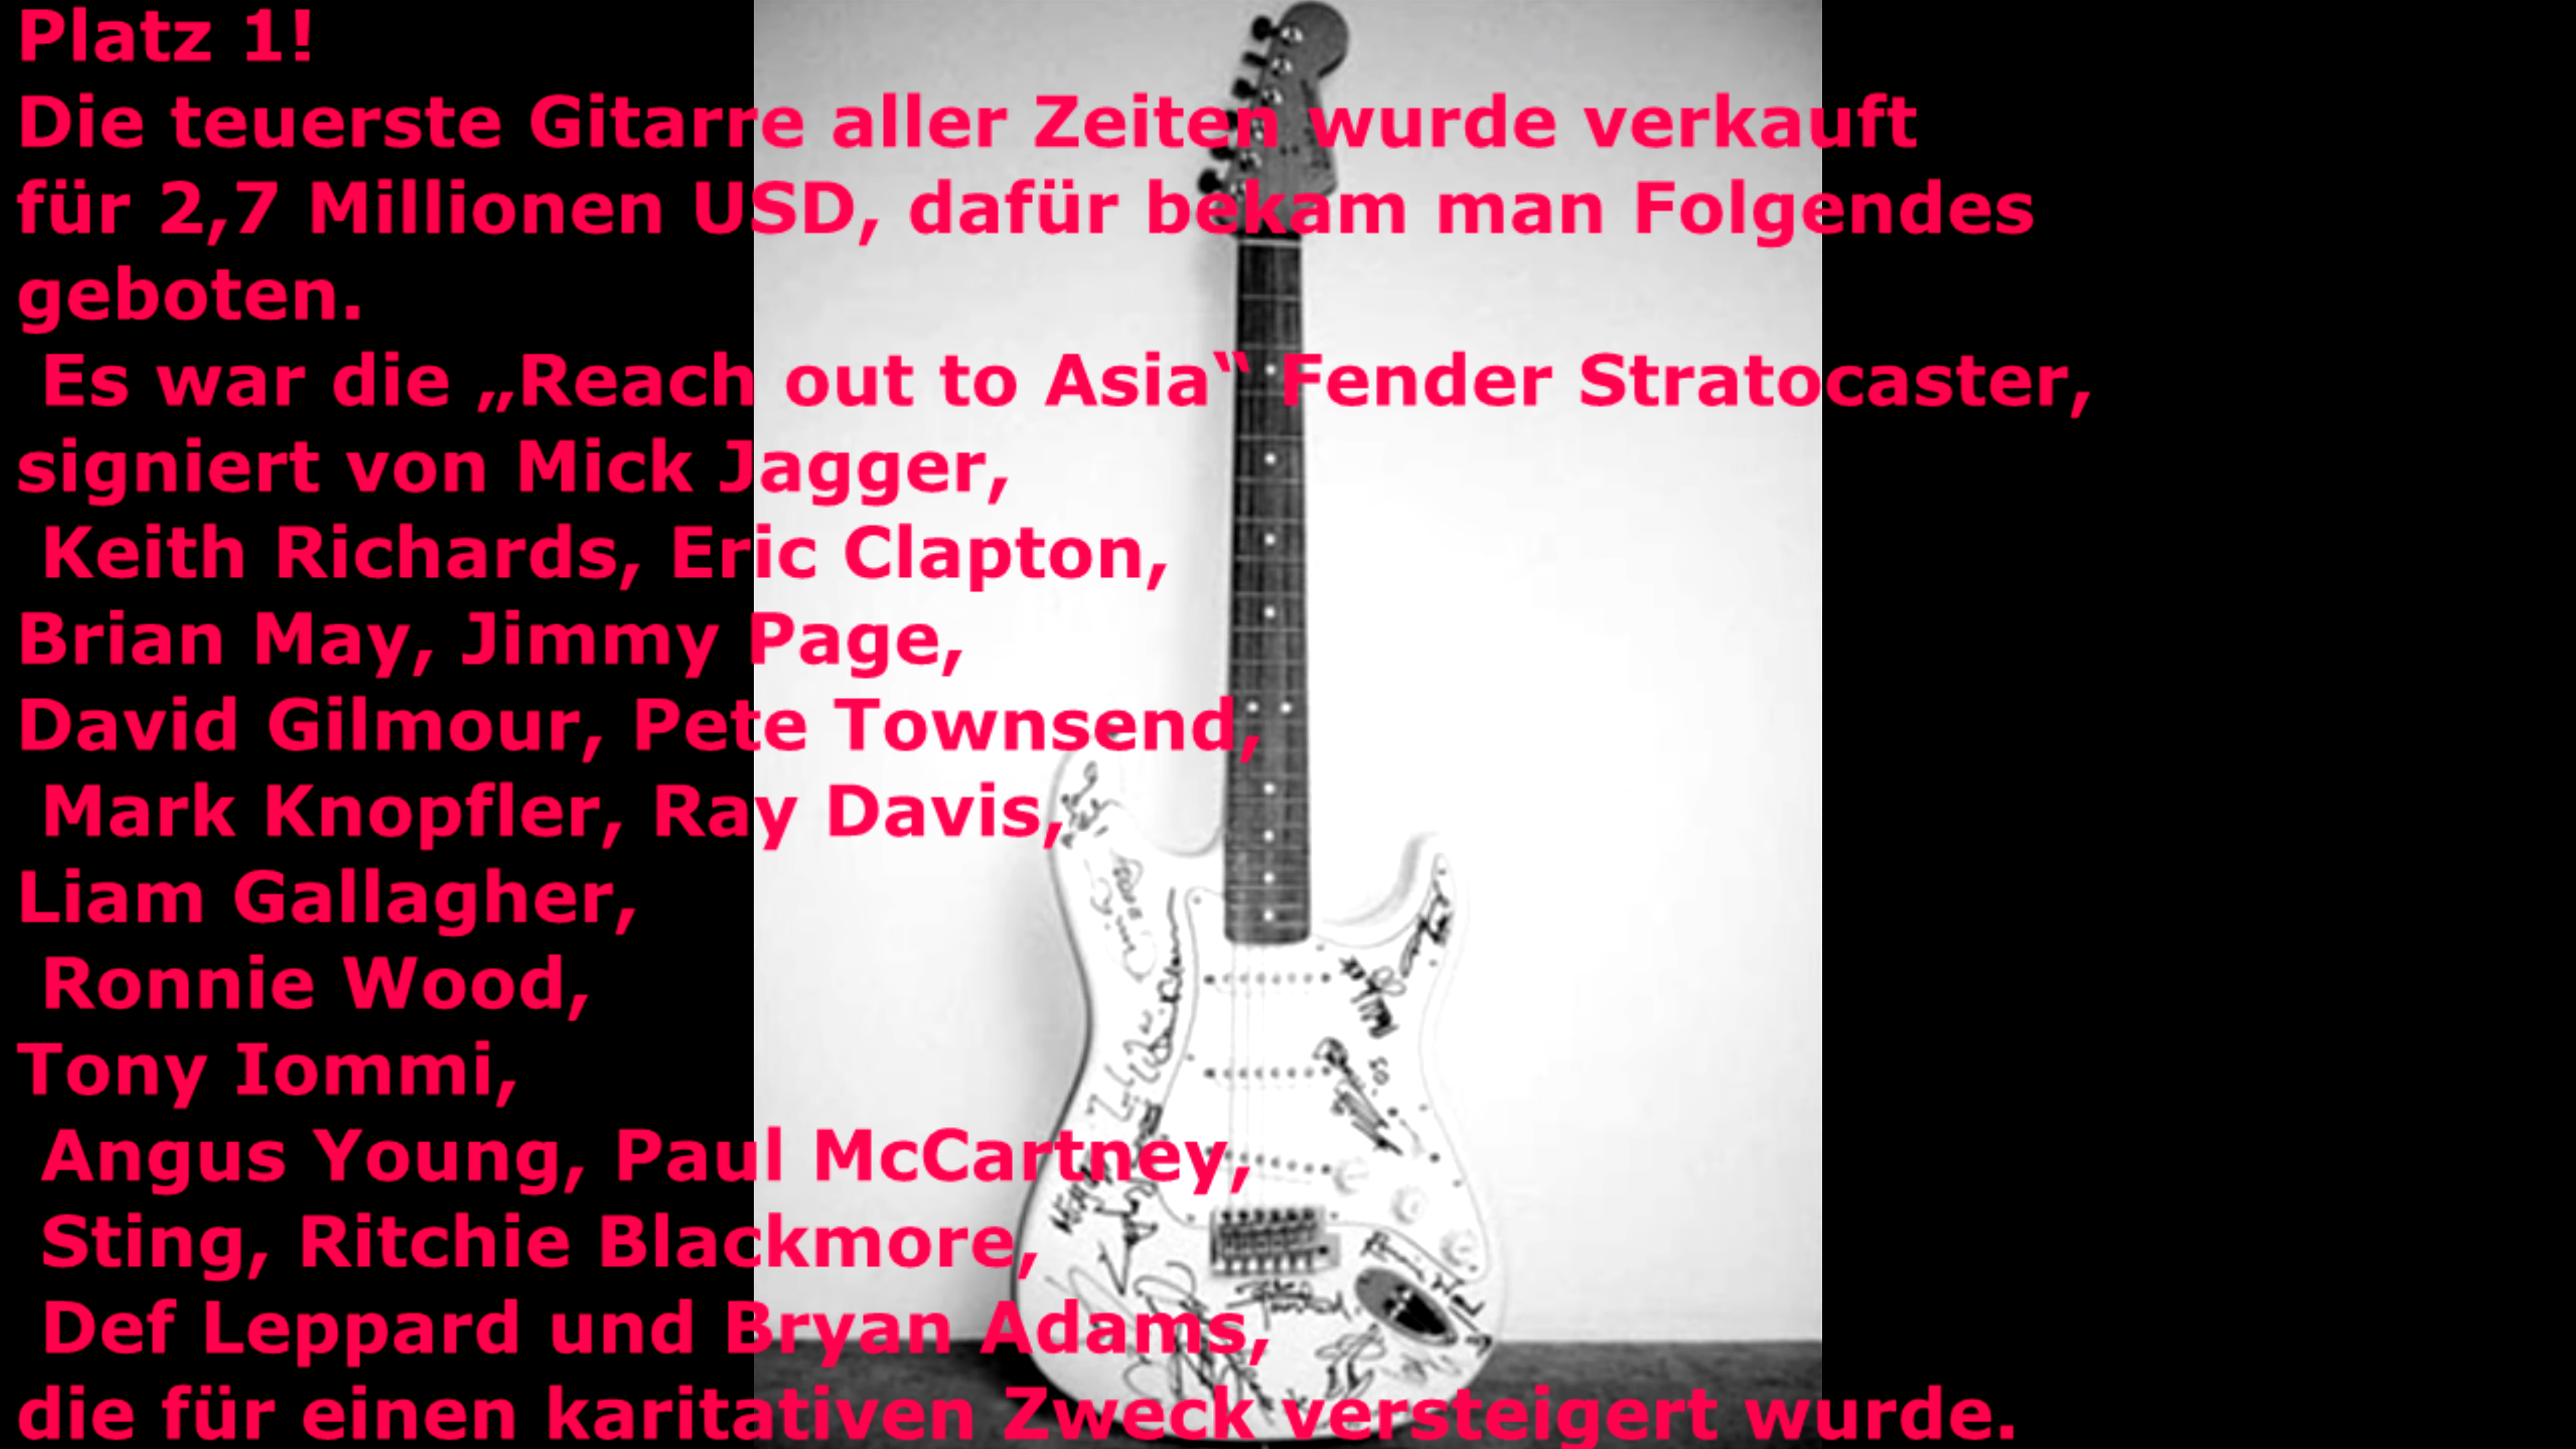 Platz 1!
Die teuerste Gitarre aller Zeiten wurde verkauft
für 2,7 Millionen USD, dafür bekam man Folgendes
geboten.
Es war die „Reach out to Asia“ Fender Stratocaster,
signiert von Mick Jagger,
Keith Richards, Eric Clapton,
Brian May, Jimmy Page,
David Gilmour, Pete Townsend,
Mark Knopfler, Ray Davis,
Liam Gallagher,
Ronnie Wood,
Tony Iommi,
Angus Young, Paul McCartney,
Sting, Ritchie Blackmore,
Def Leppard und Bryan Adams,
die für einen karitativen Zweck versteigert wurde.